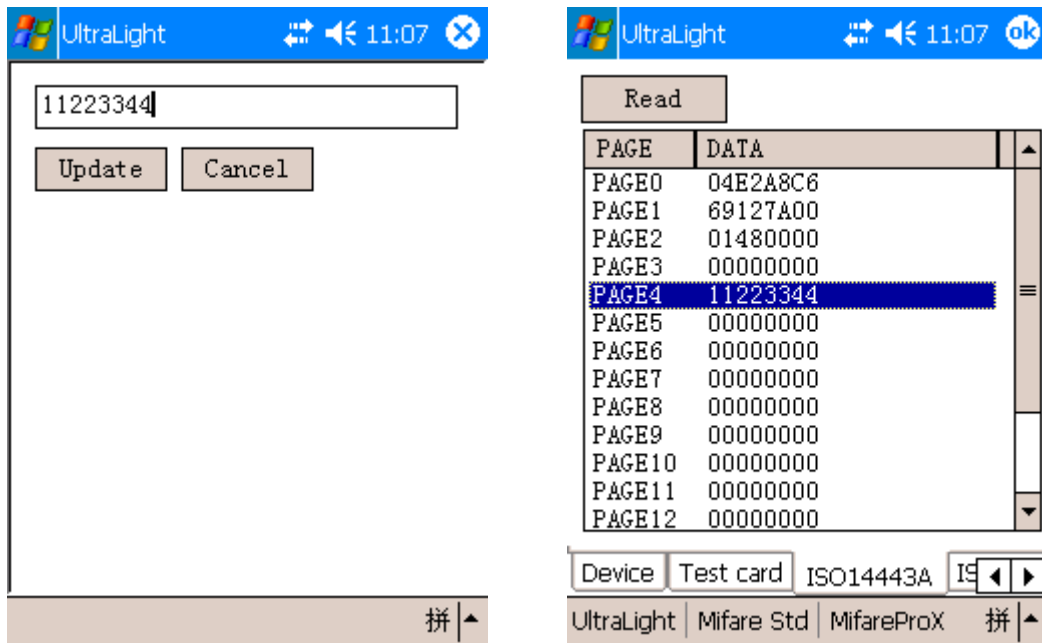 UltraLight 11:07
11223344
Update Cancel
拼
UltraLight 11:07 ok
Read
PAGE DATA
PAGE0 04E2A8C6
PAGE1 69127A00
PAGE2 01480000
PAGE3 00000000
PAGE4 11223344
PAGE5 00000000
PAGE6 00000000
PAGE7 00000000
PAGE8 00000000
PAGE9 00000000
PAGE10 00000000
PAGE11 00000000
PAGE12 00000000
Device Test card ISO14443A
UltraLight Mifare Std MifareProX 拼